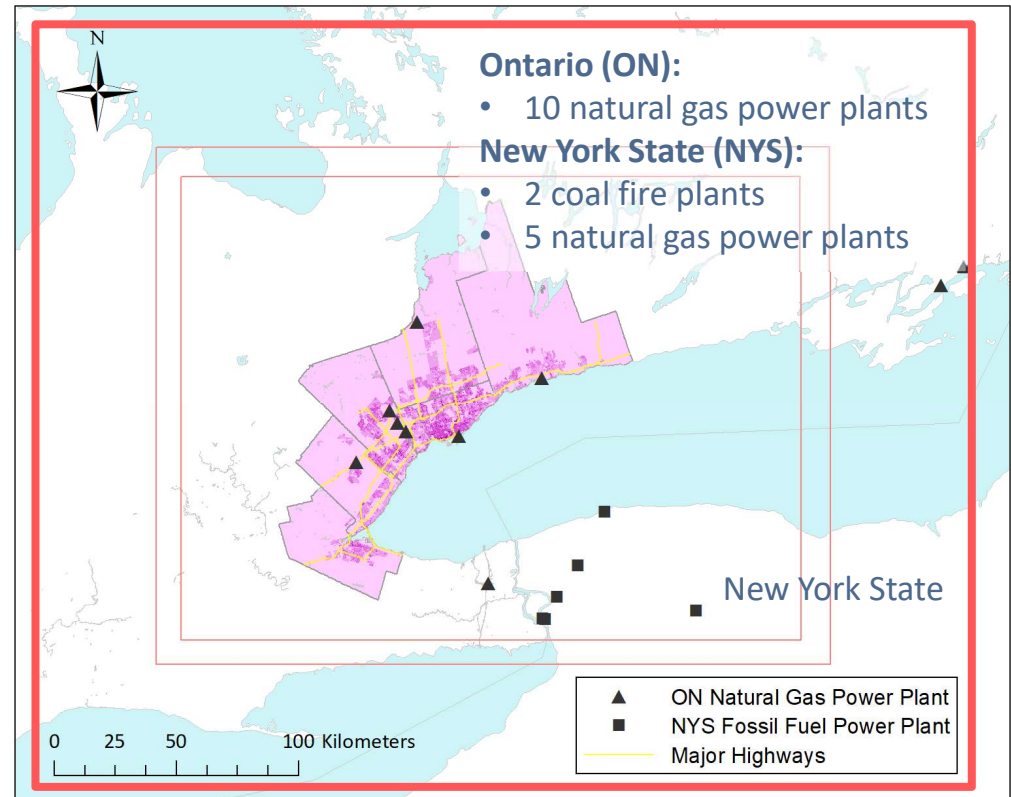 N
Ontario (ON):
• 10 natural gas power plants
New York State (NYS):
• 2 coal fire plants
• 5 natural gas power plants
New York State
ON Natural Gas Power Plant
NYS Fossil Fuel Power Plant
Major Highways
0 25 50 100 Kilometers